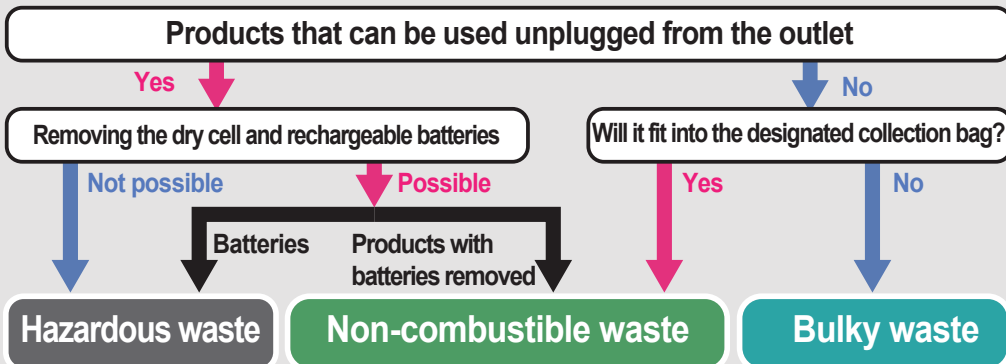 Products that can be used unplugged from the outlet
Yes
No
Removing the dry cell and rechargeable batteries
Will it fit into the designated collection bag?
Not possible
Possible
Yes
No
Batteries
Products with
batteries removed
Hazardous waste
Non-combustible waste
Bulky waste